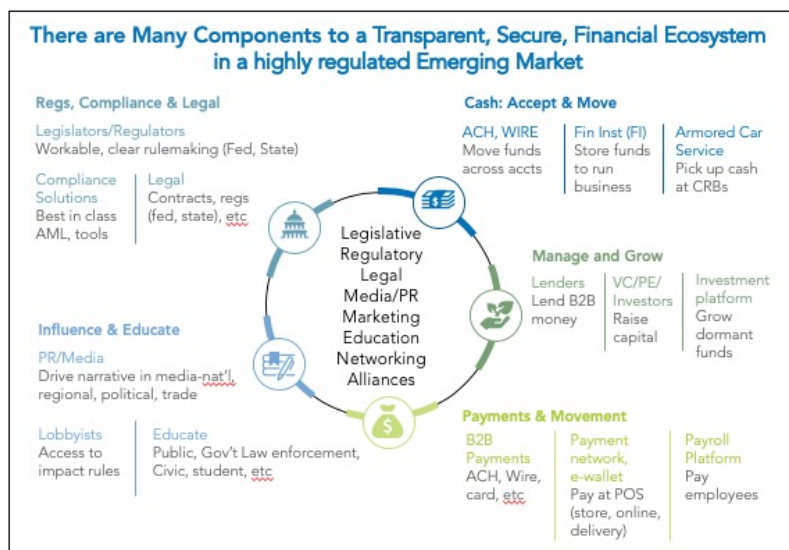 There are Many Components to a Transparent, Secure, Financial Ecosystem
in a highly regulated Emerging Market
Regs, Compliance & Legal
Legislators/Regulators
Workable, clear rulemaking (Fed, State)
Compliance
Solutions
Best in class
AML, tools
Legal
Contracts, regs
(fed, state), etc
Cash: Accept & Move
ACH, WIRE
Move funds
across accts
Fin Inst (FI)
Store funds
to run
business
Armored Car
Service
Pick up cash
at CRBs
Legislative
Regulatory
Legal
Media/PR
Marketing
Education
Networking
Alliances
Manage and Grow
Lenders
Lend B2B
money
VC/PE/
Investors
Raise
capital
Investment
platform
Grow
dormant
funds
Influence & Educate
PR/Media
Drive narrative in media-nat'l,
regional, political, trade
Lobbyists
Access to
impact rules
Educate
Public, Gov't Law enforcement,
Civic, student, etc
Payments & Movement
B2B
Payments
ACH, Wire,
card, etc
Payment
network,
e-wallet
Pay at POS
(store, online,
delivery)
Payroll
Platform
Pay
employees